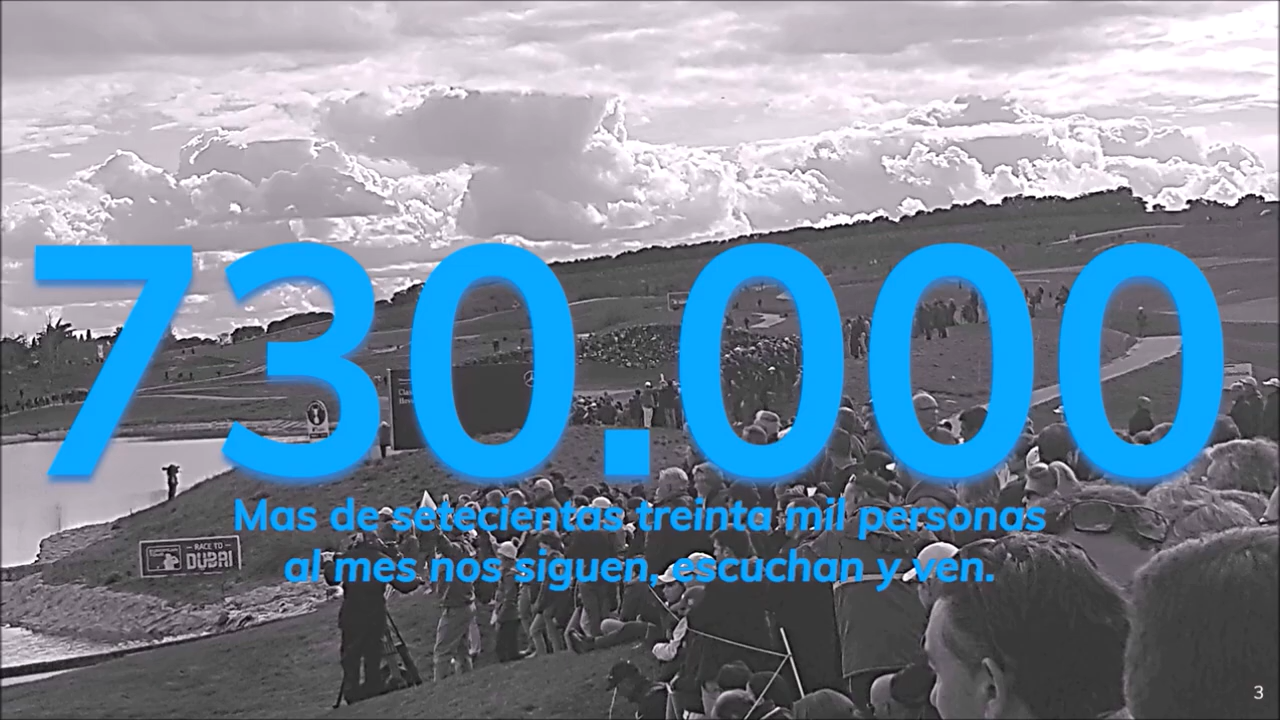 730.000
Mas de setecientas treinta mil personas
al mes nos siguen, escuchan y ven.
RACE TO
DUBAI
3